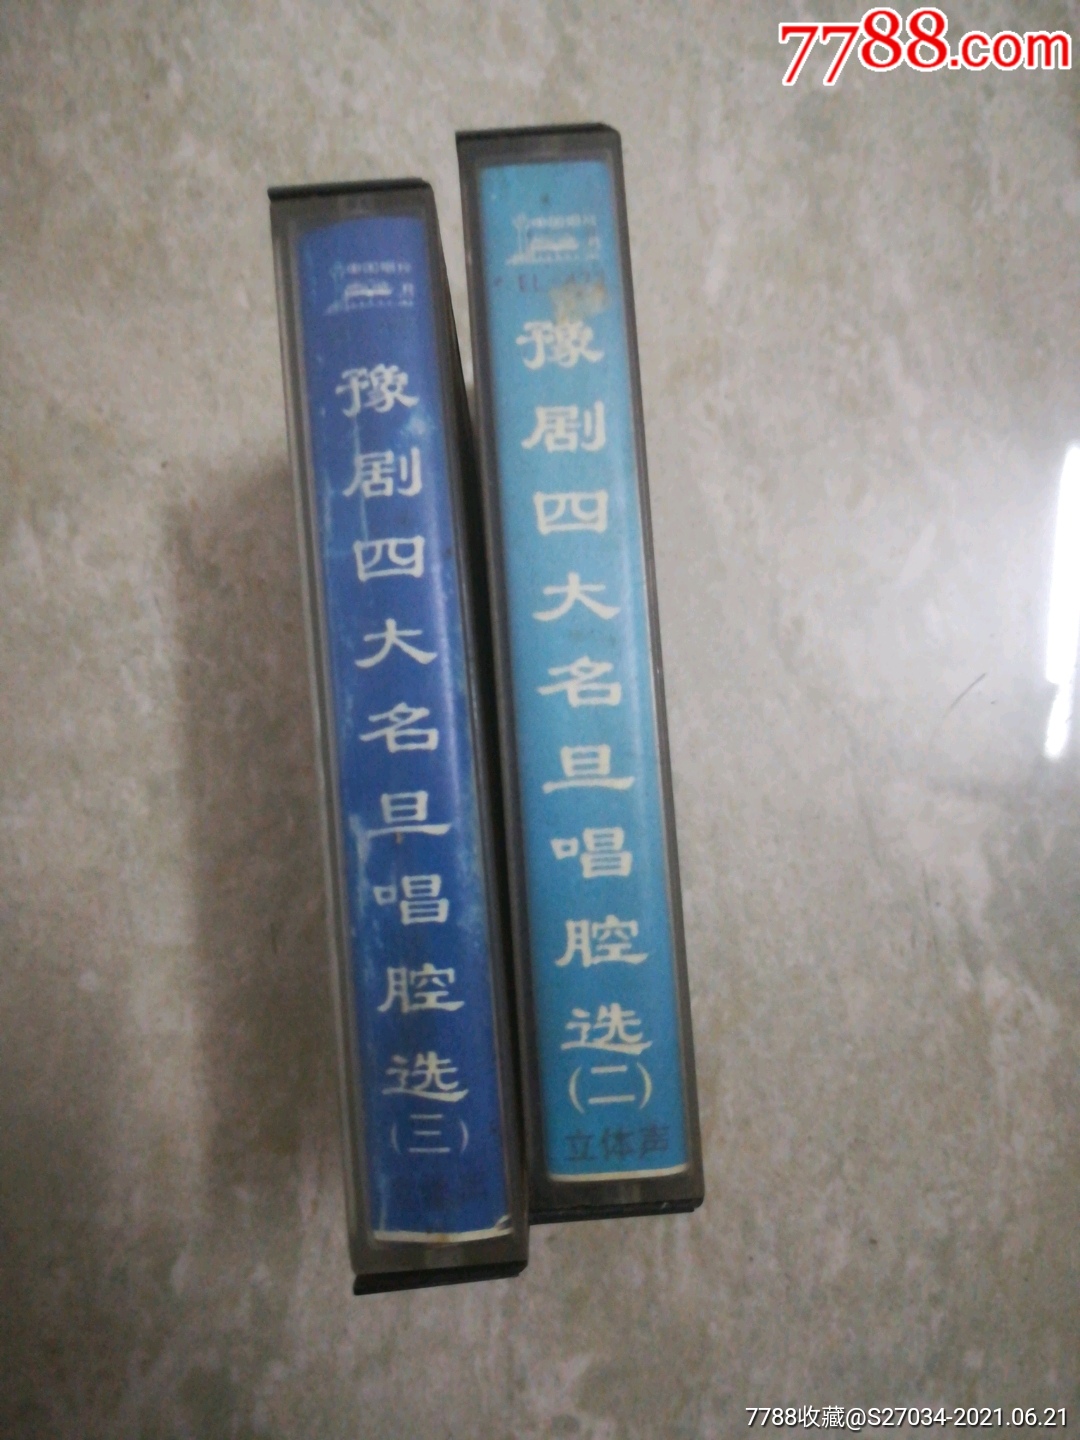 7788.com
中国唱片
豫剧四大名旦唱腔选
(三)
中国唱片
豫剧四大名旦唱腔选
(二)
立体声
7788收藏@S27034-2021.06.21